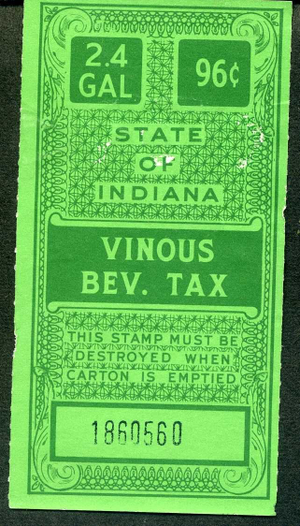 2.4 GAL
96¢
STATE
OF
INDIANA
VINOUS
BEV. TAX
THIS STAMP MUST BE
DESTROYED WHEN
CARTON IS EMPTIED
1860560